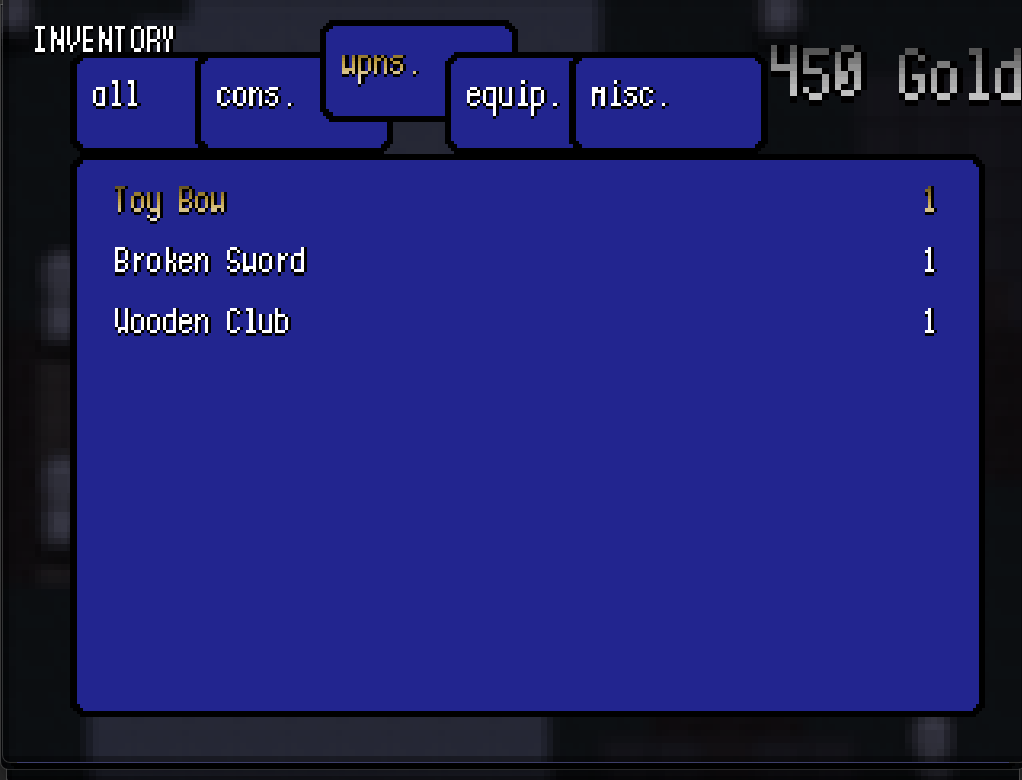 INVENTORY
all cons. wpns. equip. misc.
450 Gold
Toy Bow 1
Broken Sword 1
Wooden Club 1